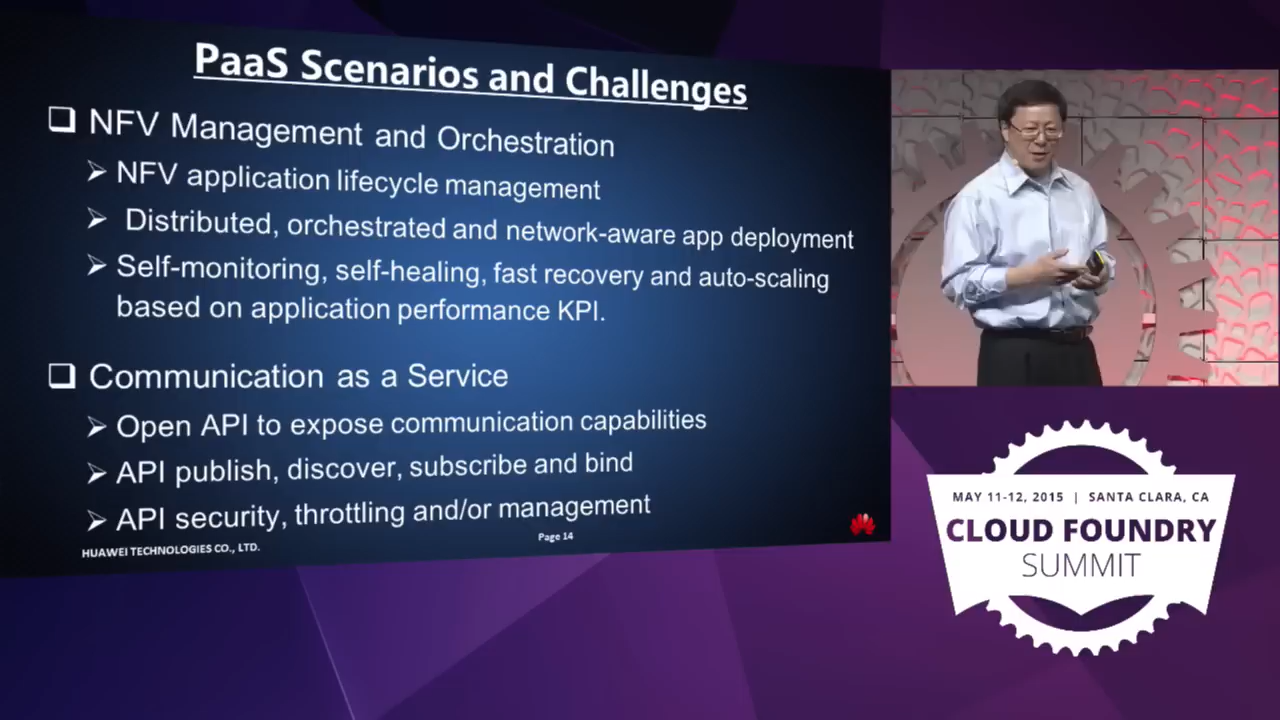 PaaS Scenarios and Challenges
NFV Management and Orchestration
NFV application lifecycle management
Distributed, orchestrated and network-aware app deployment
Self-monitoring, self-healing, fast recovery and auto-scaling
based on application performance KPI.
Communication as a Service
Open API to expose communication capabilities
API publish, discover, subscribe and bind
API security, throttling and/or management
HUAWEI TECHNOLOGIES CO., LTD.
Page 14
MAY 11-12, 2015 | SANTA CLARA, CA
CLOUD FOUNDRY
SUMMIT